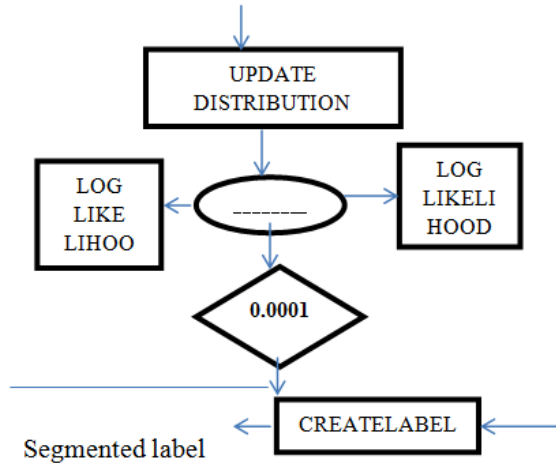 UPDATE
DISTRIBUTION
LOG
LIKE
LIHOO
--------
LOG
LIKELI
HOOD
0.0001
CREATELABEL
Segmented label